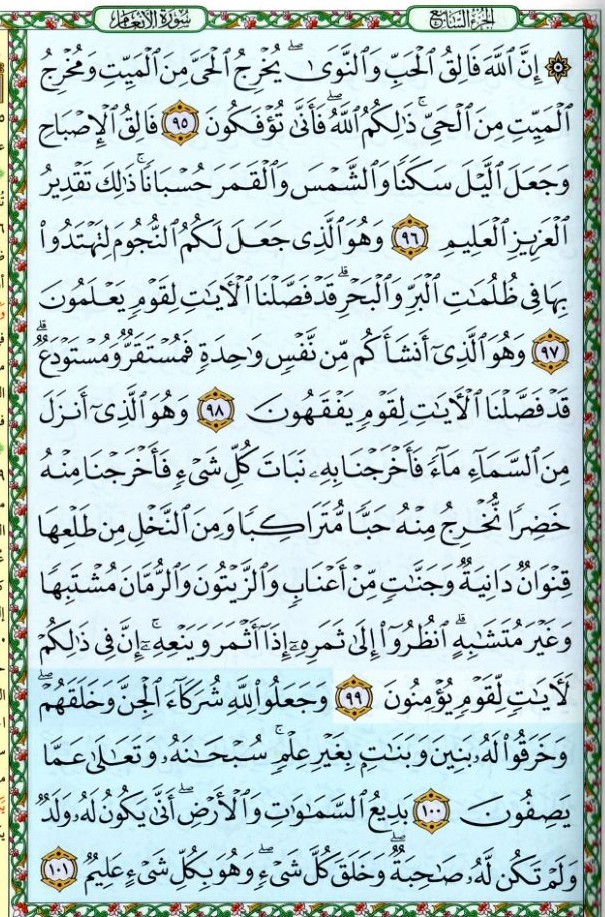 الجزء السابع
سورة الأنعام
۞ إِنَّ ٱللَّهَ فَالِقُ ٱلْحَبِّ وَٱلنَّوَىٰ ۖ يُخْرِجُ ٱلْحَىَّ مِنَ ٱلْمَيِّتِ وَمُخْرِجُ
ٱلْمَيِّتِ مِنَ ٱلْحَىِّ ۚ ذَٰلِكُمُ ٱللَّهُ ۖ فَأَنَّىٰ تُؤْفَكُونَ ٩٥ فَالِقُ ٱلْإِصْبَاحِ
وَجَعَلَ ٱلَّيْلَ سَكَنًا وَٱلشَّمْسَ وَٱلْقَمَرَ حُسْبَانًا ۚ ذَٰلِكَ تَقْدِيرُ
ٱلْعَزِيزِ ٱلْعَلِيمِ ٩٦ وَهُوَ ٱلَّذِى جَعَلَ لَكُمُ ٱلنُّجُومَ لِتَهْتَدُوا۟
بِهَا فِى ظُلُمَٰتِ ٱلْبَرِّ وَٱلْبَحْرِ ۗ قَدْ فَصَّلْنَا ٱلْءَايَٰتِ لِقَوْمٍ يَعْلَمُونَ
٩٧ وَهُوَ ٱلَّذِىٓ أَنشَأَكُم مِّن نَّفْسٍ وَٰحِدَةٍ فَمُسْتَقَرٌّ وَمُسْتَوْدَعٌ ۗ
قَدْ فَصَّلْنَا ٱلْءَايَٰتِ لِقَوْمٍ يَفْقَهُونَ ٩٨ وَهُوَ ٱلَّذِىٓ أَنزَلَ
مِنَ ٱلسَّمَآءِ مَآءً فَأَخْرَجْنَا بِهِۦ نَبَاتَ كُلِّ شَىْءٍ فَأَخْرَجْنَا مِنْهُ
خَضِرًا نُّخْرِجُ مِنْهُ حَبًّا مُّتَرَاكِبًا وَمِنَ ٱلنَّخْلِ مِن طَلْعِهَا
قِنْوَانٌ دَانِيَةٌ وَجَنَّٰتٍ مِّنْ أَعْنَابٍ وَٱلزَّيْتُونَ وَٱلرُّمَّانَ مُشْتَبِهًا
وَغَيْرَ مُتَشَٰبِهٍ ۗ ٱنظُرُوٓا۟ إِلَىٰ ثَمَرِهِۦٓ إِذَآ أَثْمَرَ وَيَنْعِهِۦٓ ۚ إِنَّ فِى ذَٰلِكُمْ
لَءَايَٰتٍ لِّقَوْمٍ يُؤْمِنُونَ ٩٩ وَجَعَلُوا۟ لِلَّهِ شُرَكَآءَ ٱلْجِنَّ وَخَلَقَهُمْ ۖ
وَخَرَقُوا۟ لَهُۥ بَنِينَ وَبَنَٰتٍۭ بِغَيْرِ عِلْمٍ ۚ سُبْحَٰنَهُۥ وَتَعَٰلَىٰ عَمَّا
يَصِفُونَ ١٠٠ بَدِيعُ ٱلسَّمَٰوَٰتِ وَٱلْأَرْضِ ۖ أَنَّىٰ يَكُونُ لَهُۥ وَلَدٌ
وَلَمْ تَكُن لَّهُۥ صَٰحِبَةٌ ۖ وَخَلَقَ كُلَّ شَىْءٍ ۖ وَهُوَ بِكُلِّ شَىْءٍ عَلِيمٌ ١٠١